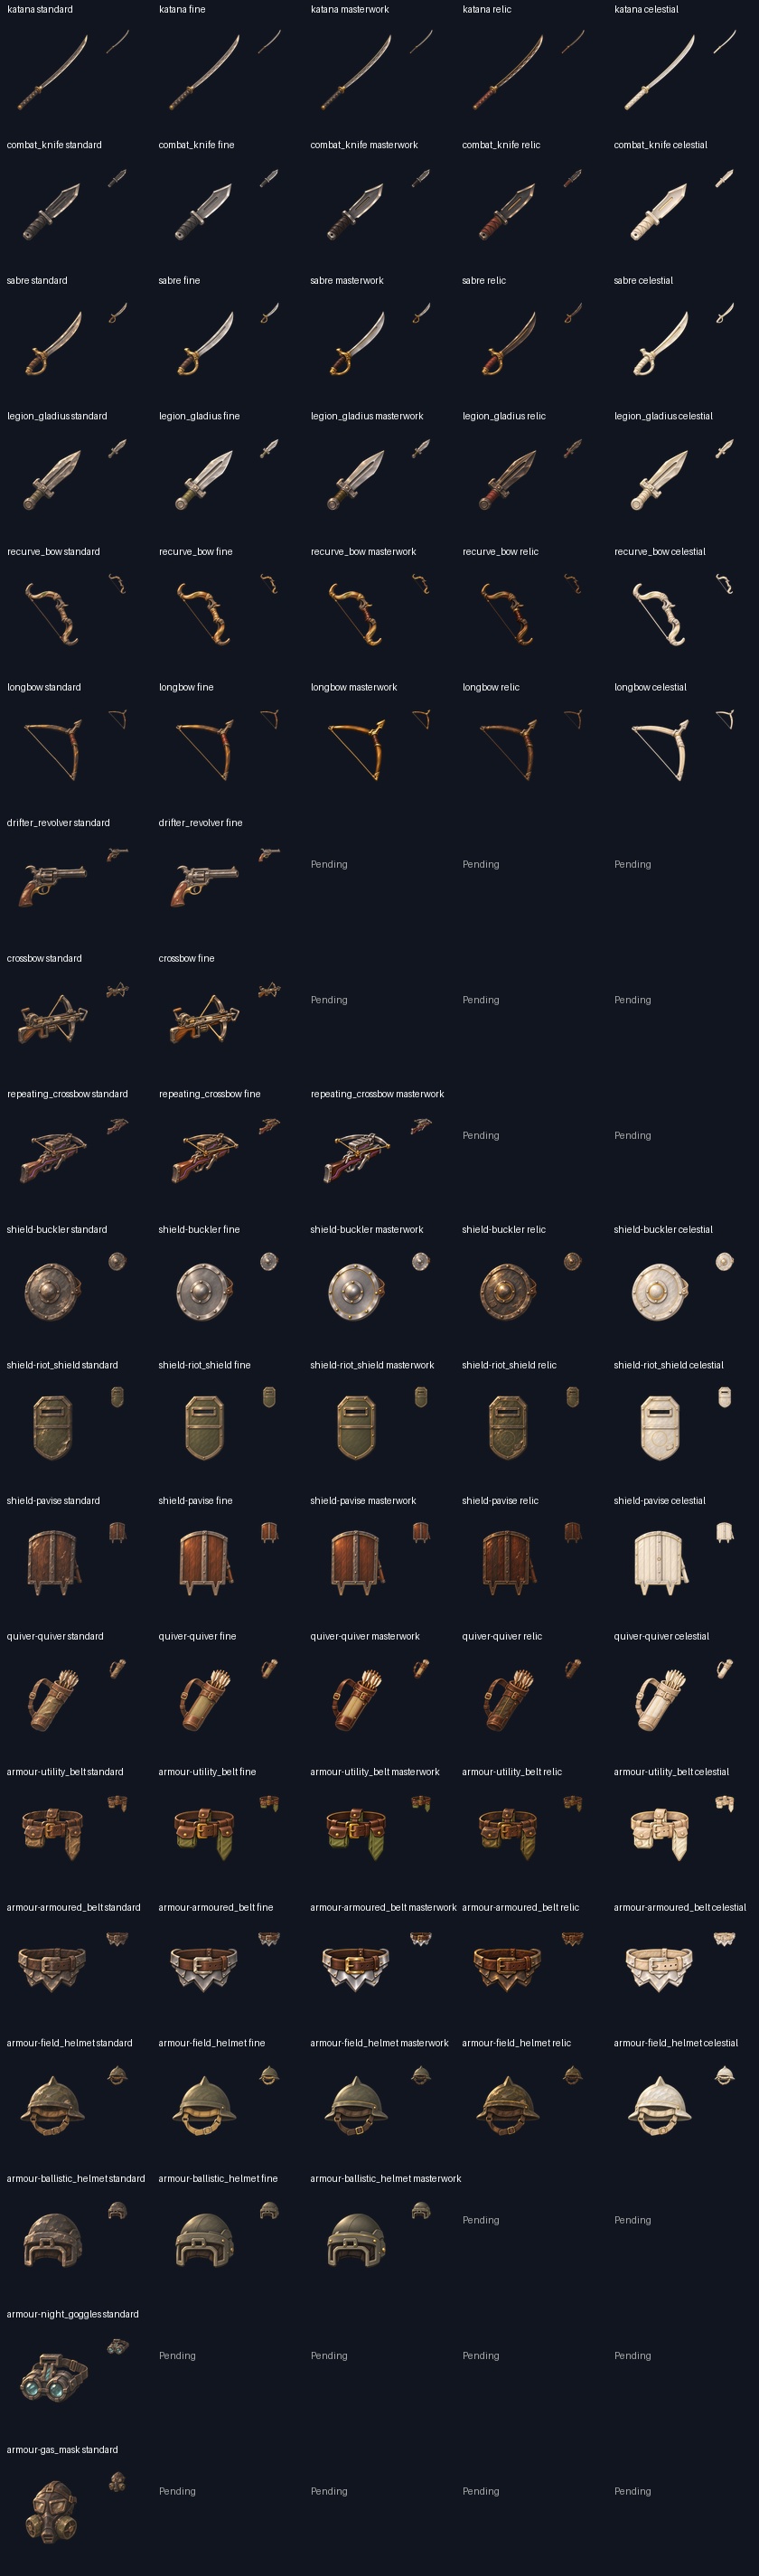 katana standard katana fine katana masterwork katana relic katana celestial
combat_knife standard combat_knife fine combat_knife masterwork combat_knife relic combat_knife celestial
sabre standard sabre fine sabre masterwork sabre relic sabre celestial
legion_gladius standard legion_gladius fine legion_gladius masterwork legion_gladius relic legion_gladius celestial
recurve_bow standard recurve_bow fine recurve_bow masterwork recurve_bow relic recurve_bow celestial
longbow standard longbow fine longbow masterwork longbow relic longbow celestial
drifter_revolver standard drifter_revolver fine
Pending Pending Pending
crossbow standard crossbow fine
Pending Pending Pending
repeating_crossbow standard repeating_crossbow fine repeating_crossbow masterwork
Pending Pending
shield-buckler standard shield-buckler fine shield-buckler masterwork shield-buckler relic shield-buckler celestial
shield-riot_shield standard shield-riot_shield fine shield-riot_shield masterwork shield-riot_shield relic shield-riot_shield celestial
shield-pavise standard shield-pavise fine shield-pavise masterwork shield-pavise relic shield-pavise celestial
quiver-quiver standard quiver-quiver fine quiver-quiver masterwork quiver-quiver relic quiver-quiver celestial
armour-utility_belt standard armour-utility_belt fine armour-utility_belt masterwork armour-utility_belt relic armour-utility_belt celestial
armour-armoured_belt standard armour-armoured_belt fine armour-armoured_belt masterwork armour-armoured_belt relic armour-armoured_belt celestial
armour-field_helmet standard armour-field_helmet fine armour-field_helmet masterwork armour-field_helmet relic armour-field_helmet celestial
armour-ballistic_helmet standard armour-ballistic_helmet fine armour-ballistic_helmet masterwork
Pending Pending
armour-night_goggles standard
Pending Pending Pending Pending
armour-gas_mask standard
Pending Pending Pending Pending